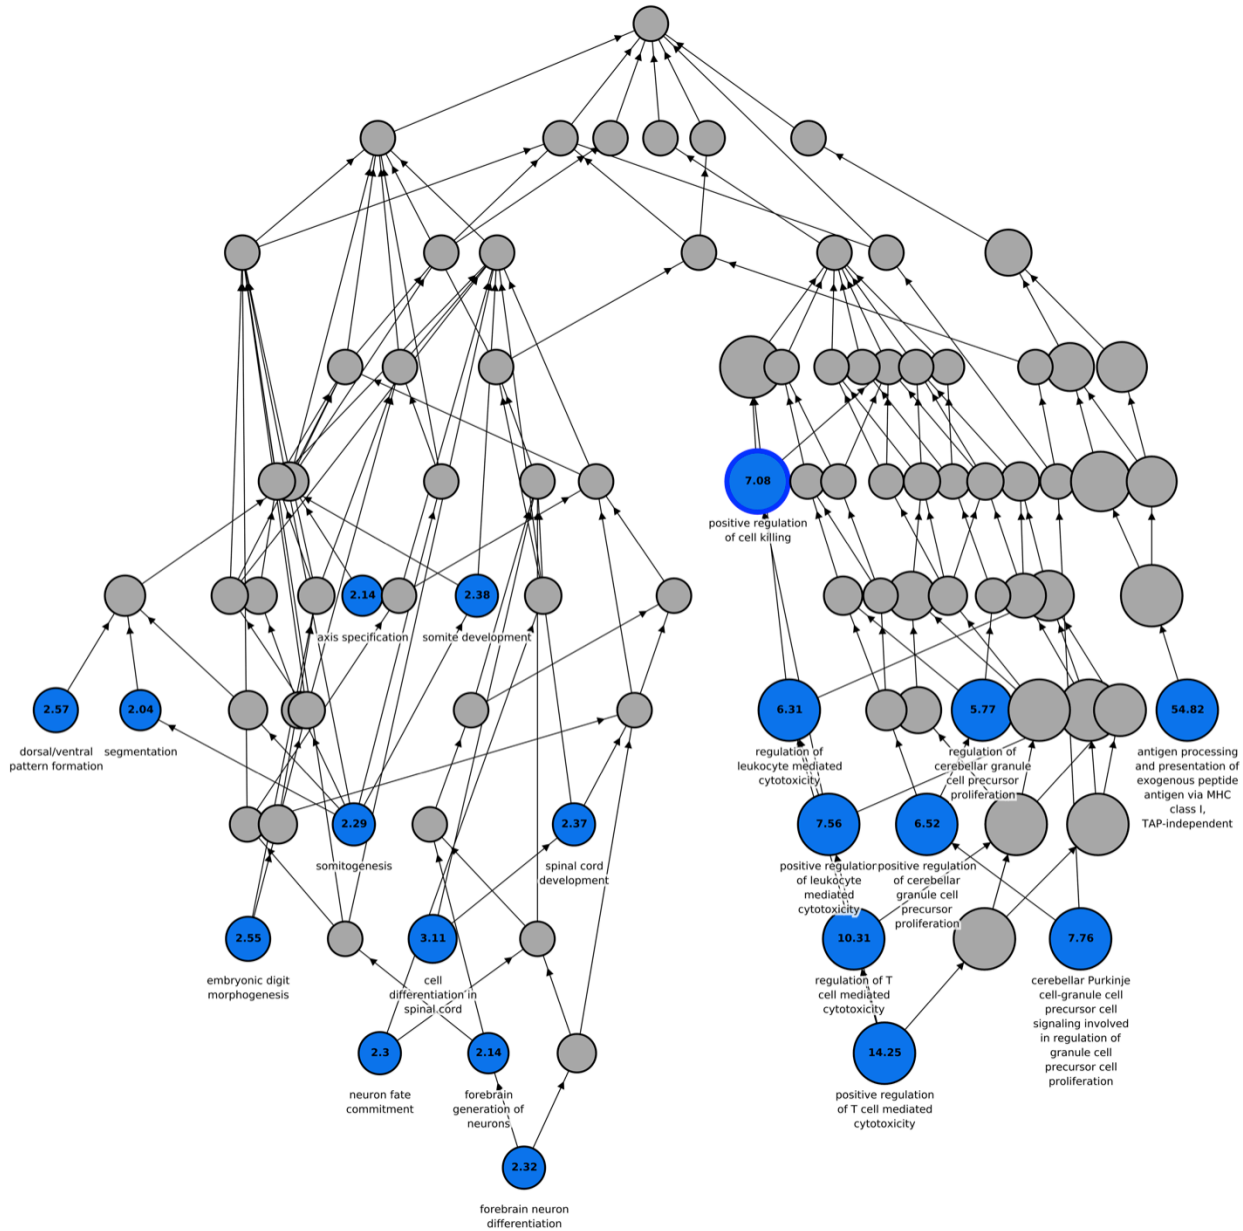 7.08
positive regulation
of cell killing
2.14
axis specification
2.38
somite development
2.57
dorsal/ventral
pattern formation
2.04
segmentation
6.31
regulation of
leukocyte mediated
cytotoxicity
5.77
regulation of
cerebellar granule
cell precursor
proliferation
54.82
antigen processing
and presentation of
exogenous peptide
antigen via MHC
class I,
TAP-independent
2.29
somitogenesis
2.37
spinal cord
development
7.56
positive regulation
of leukocyte
mediated
cytotoxicity
6.52
positive regulation
of cerebellar
granule cell
precursor
proliferation
2.55
embryonic digit
morphogenesis
3.11
cell
differentiation in
spinal cord
10.31
regulation of T
cell mediated
cytotoxicity
7.76
cerebellar Purkinje
cell-granule cell
precursor cell
signaling involved
in regulation of
granule cell
precursor cell
proliferation
2.3
neuron fate
commitment
2.14
forebrain
generation of
neurons
14.25
positive regulation
of T cell mediated
cytotoxicity
2.32
forebrain neuron
differentiation